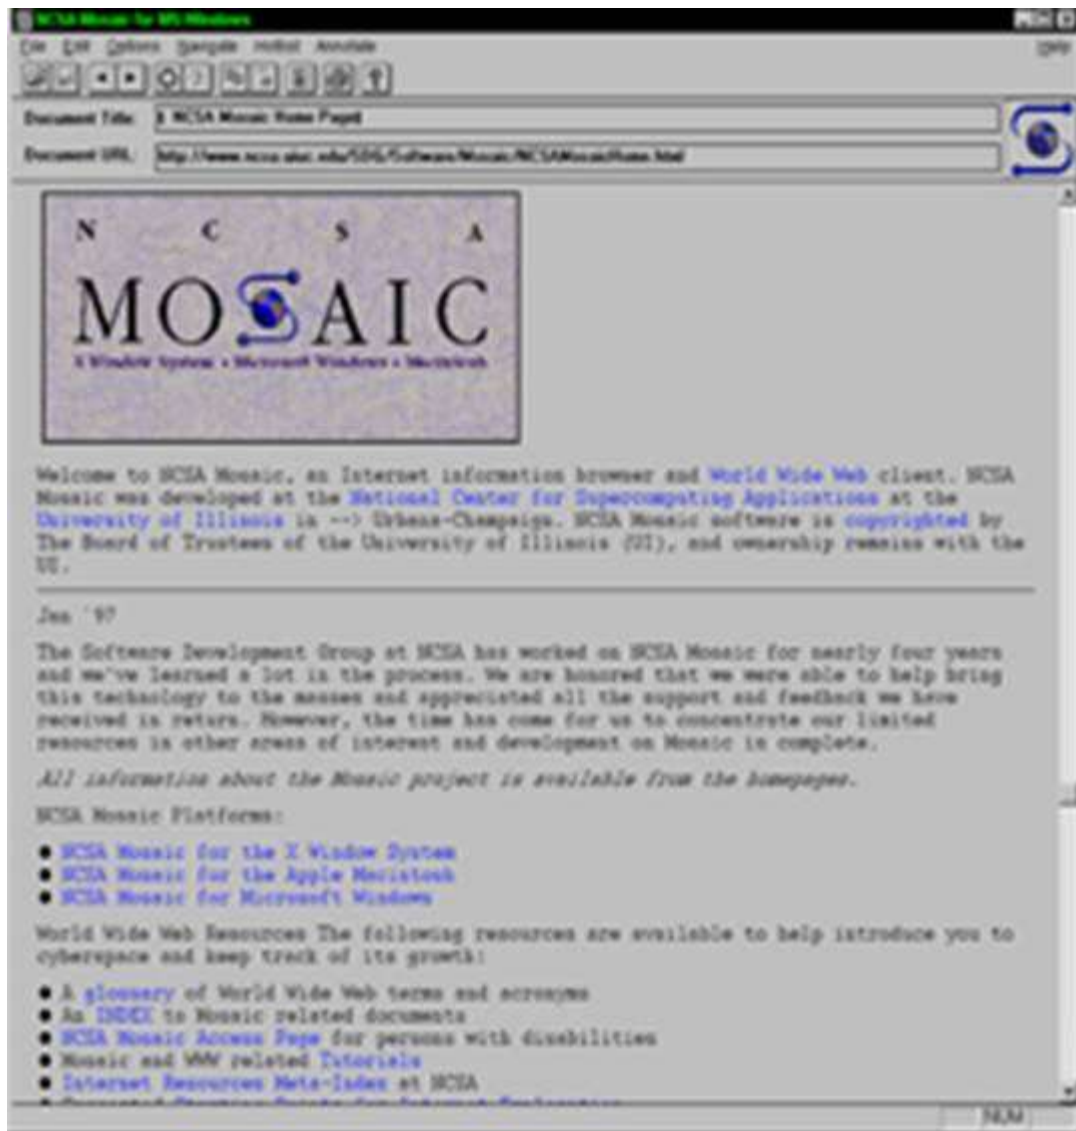 NCSA Mosaic for MS Windows
File Edit Options Navigate Hotlist Annotate Help
Document Title: NCSA Mosaic Home Page
Document URL: http://www.ncsa.uiuc.edu/SDG/Software/Mosaic/NCSAMosaicHome.html
N C S A
MOSAIC
X Window System • Microsoft Windows • Macintosh
Welcome to NCSA Mosaic, an Internet information browser and World Wide Web client. NCSA
Mosaic was developed at the National Center for Supercomputing Applications at the
University of Illinois in --> Urbana-Champaign. NCSA Mosaic software is copyrighted by
The Board of Trustees of the University of Illinois (UI), and ownership remains with the
UI.
Jan '97
The Software Development Group at NCSA has worked on NCSA Mosaic for nearly four years
and we've learned a lot in the process. We are honored that we were able to help bring
this technology to the masses and appreciated all the support and feedback we have
received in return. However, the time has come for us to concentrate our limited
resources in other areas of interest and development on Mosaic is complete.
All information about the Mosaic project is available from the homepages.
NCSA Mosaic Platforms:
● NCSA Mosaic for the X Window System
● NCSA Mosaic for the Apple Macintosh
● NCSA Mosaic for Microsoft Windows
World Wide Web Resources The following resources are available to help introduce you to
cyberspace and keep track of its growth:
● A glossary of World Wide Web terms and acronyms
● An INDEX to Mosaic related documents
● NCSA Mosaic Access Page for persons with disabilities
● Mosaic and WWW related Tutorials
● Internet Resources Meta-Index at NCSA
NUM